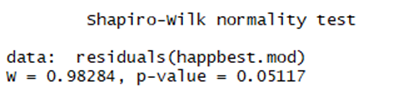 Shapiro-Wilk normality test
data:  residuals(happbest.mod)
W = 0.98284, p-value = 0.05117